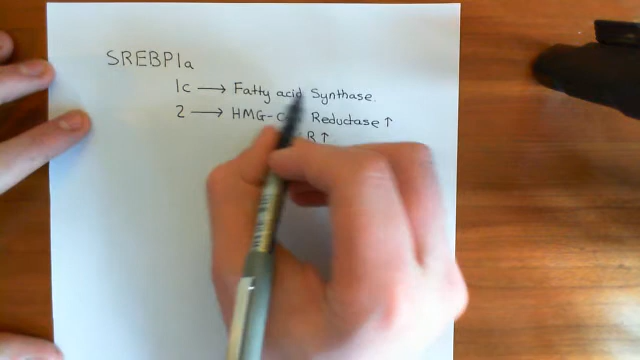 SREBP1a
1c → Fatty acid Synthase.
2 → HMG-C Reductase ↑
R ↑